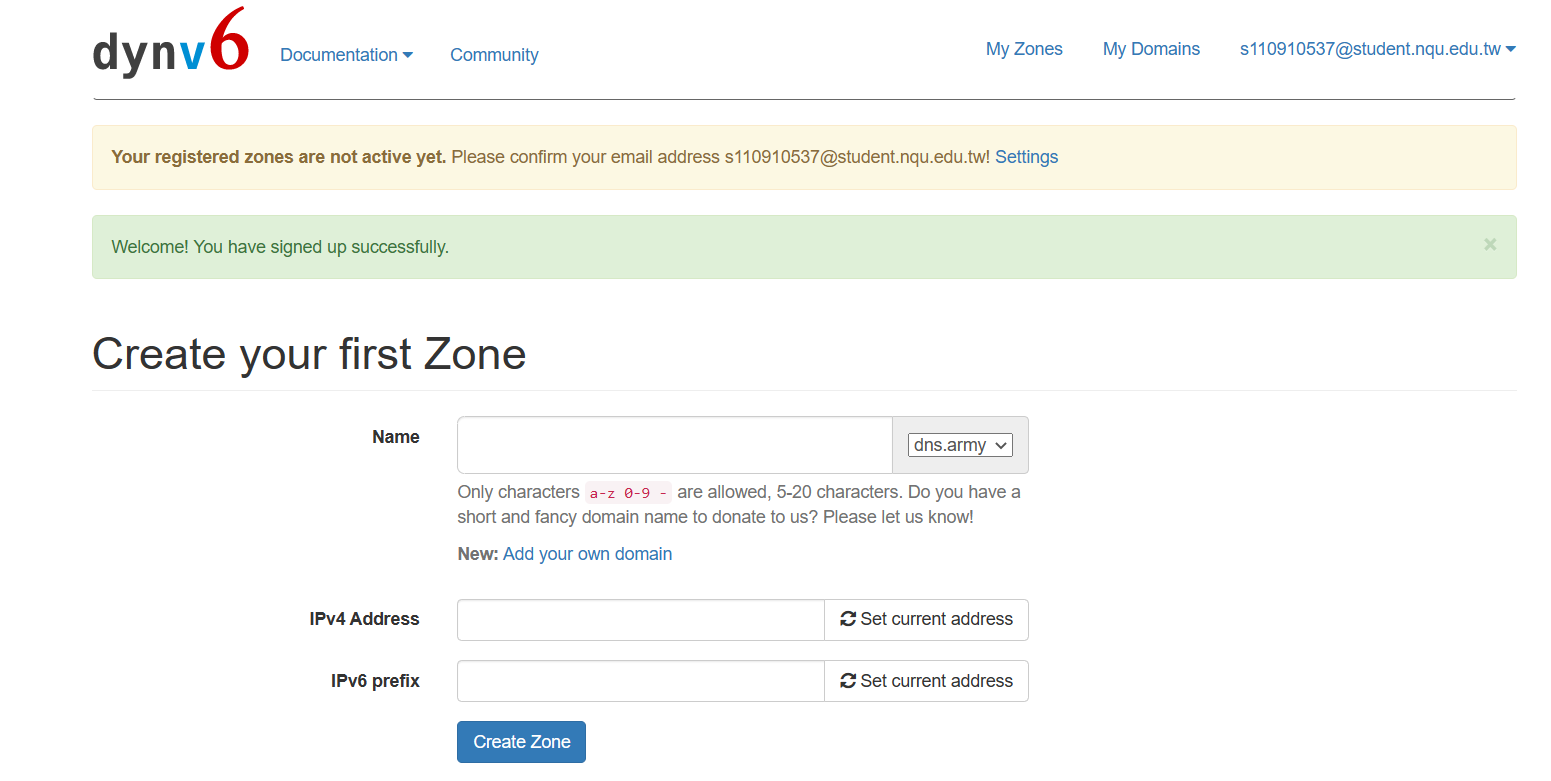 dynv6 Documentation Community My Zones My Domains s110910537@student.nqu.edu.tw
Your registered zones are not active yet. Please confirm your email address s110910537@student.nqu.edu.tw! Settings
Welcome! You have signed up successfully. ×
Create your first Zone
Name dns.army
Only characters a-z 0-9 - are allowed, 5-20 characters. Do you have a
short and fancy domain name to donate to us? Please let us know!
New: Add your own domain
IPv4 Address Set current address
IPv6 prefix Set current address
Create Zone